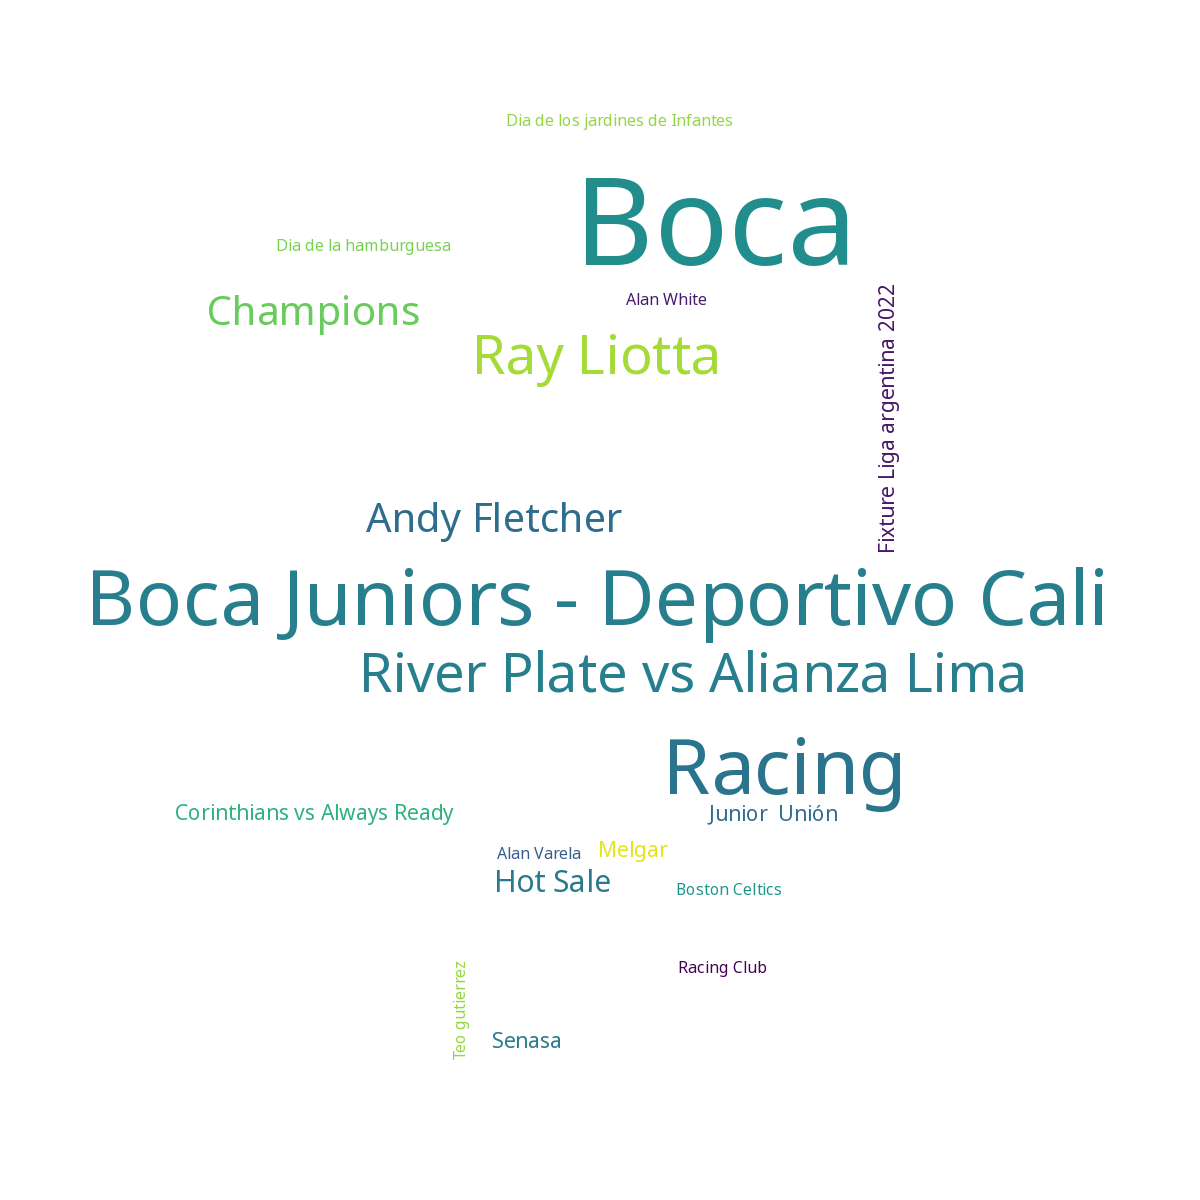 Dia de los jardines de Infantes
Boca
Dia de la hamburguesa
Champions
Alan White
Fixture Liga argentina 2022
Ray Liotta
Andy Fletcher
Boca Juniors - Deportivo Cali
River Plate vs Alianza Lima
Racing
Corinthians vs Always Ready
Junior  Unión
Alan Varela
Melgar
Hot Sale
Boston Celtics
Racing Club
Teo gutierrez
Senasa